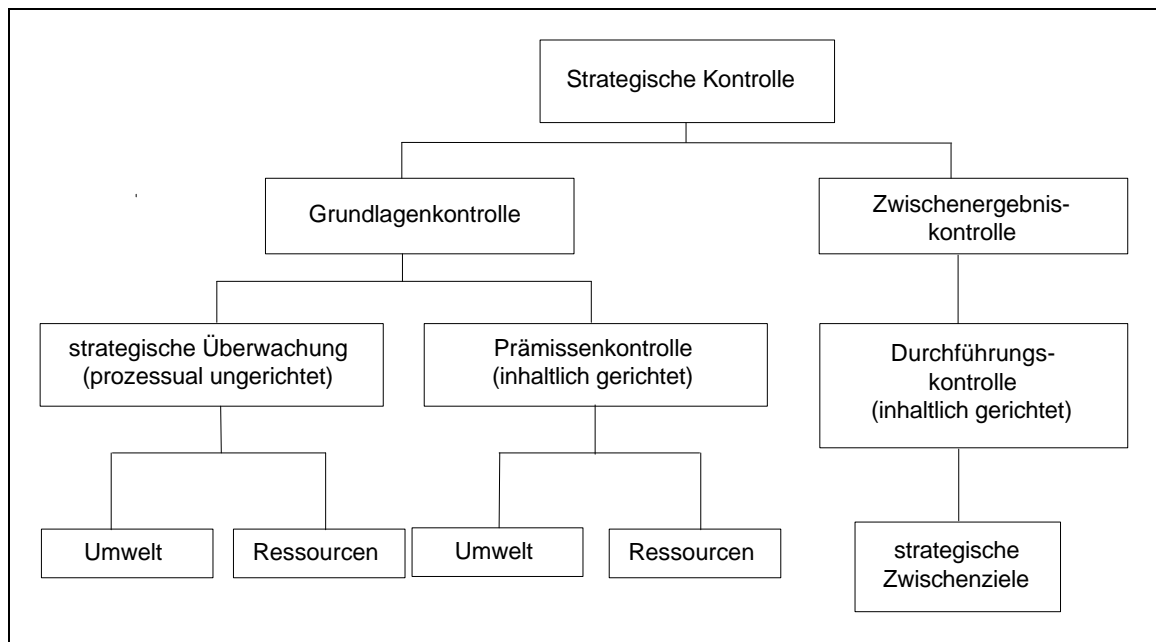 Strategische Kontrolle
Grundlagenkontrolle
Zwischenergebnis-
kontrolle
strategische Überwachung
(prozessual ungerichtet)
Prämissenkontrolle
(inhaltlich gerichtet)
Durchführungs-
kontrolle
(inhaltlich gerichtet)
Umwelt
Ressourcen
Umwelt
Ressourcen
strategische
Zwischenziele